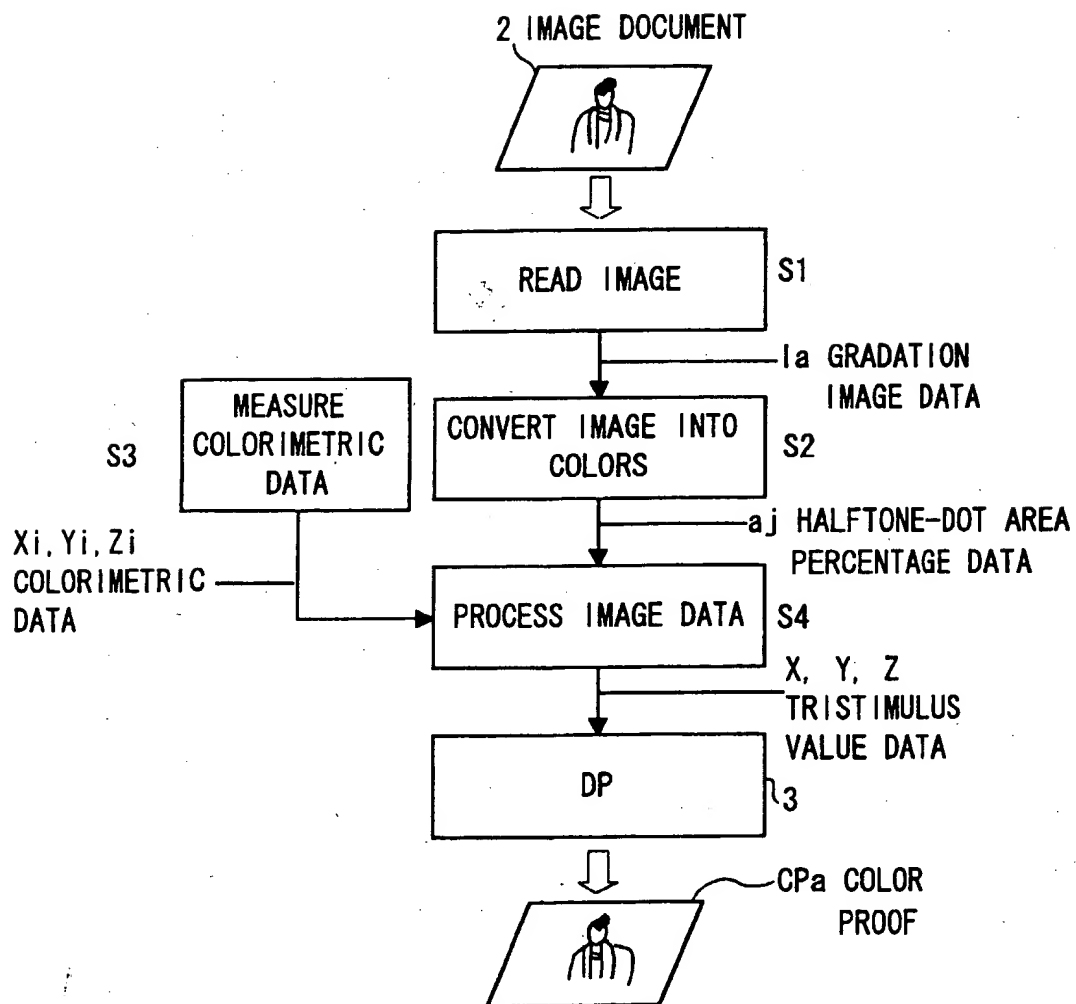 2 IMAGE DOCUMENT
READ IMAGE
S1
Ia GRADATION
IMAGE DATA
MEASURE
COLORIMETRIC
DATA
S3
CONVERT IMAGE INTO
COLORS
S2
aj HALFTONE-DOT AREA
PERCENTAGE DATA
Xi, Yi, Zi
COLORIMETRIC
DATA
PROCESS IMAGE DATA
S4
X, Y, Z
TRISTIMULUS
VALUE DATA
DP
3
CPa COLOR
PROOF